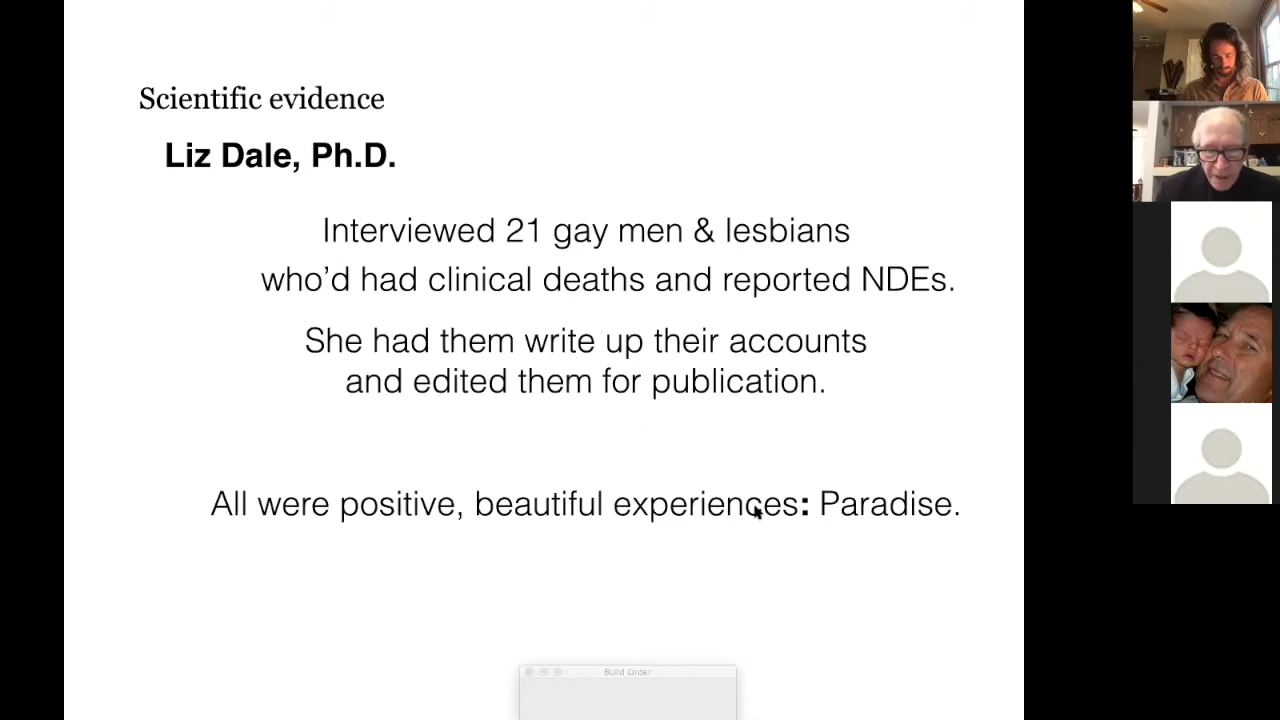 Scientific evidence
Liz Dale, Ph.D.
Interviewed 21 gay men & lesbians
who’d had clinical deaths and reported NDEs.
She had them write up their accounts
and edited them for publication.
All were positive, beautiful experiences: Paradise.
Build Order